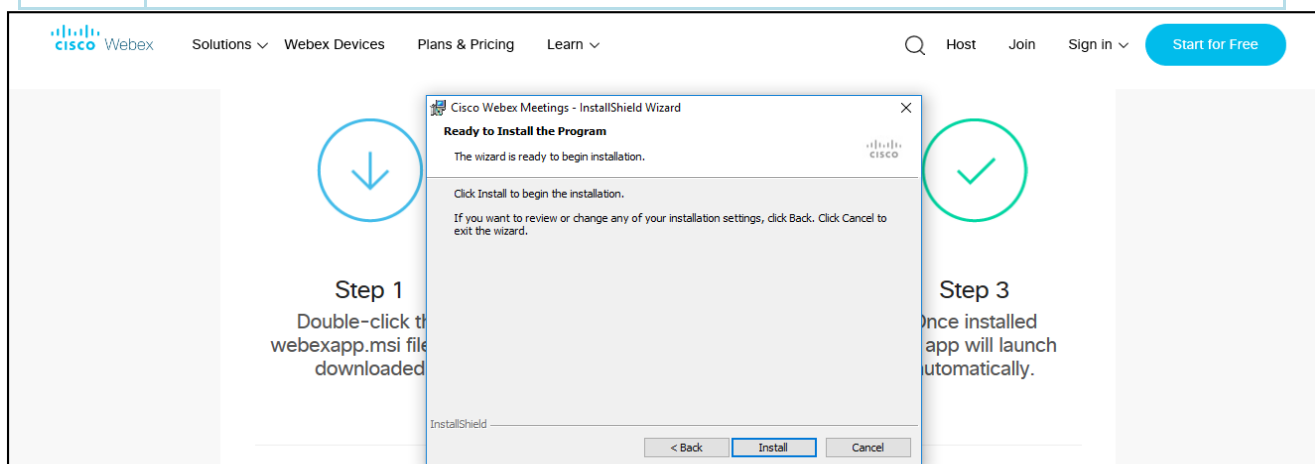 CISCO Webex
Solutions Webex Devices Plans & Pricing Learn Host Join Sign in Start for Free
Cisco Webex Meetings - InstallShield Wizard
Ready to Install the Program
The wizard is ready to begin installation.
CISCO
Click Install to begin the installation.
If you want to review or change any of your installation settings, click Back. Click Cancel to
exit the wizard.
InstallShield
< Back Install Cancel
Step 1
Double-click
webexapp.msi file
downloaded
Step 3
installed
app will launch